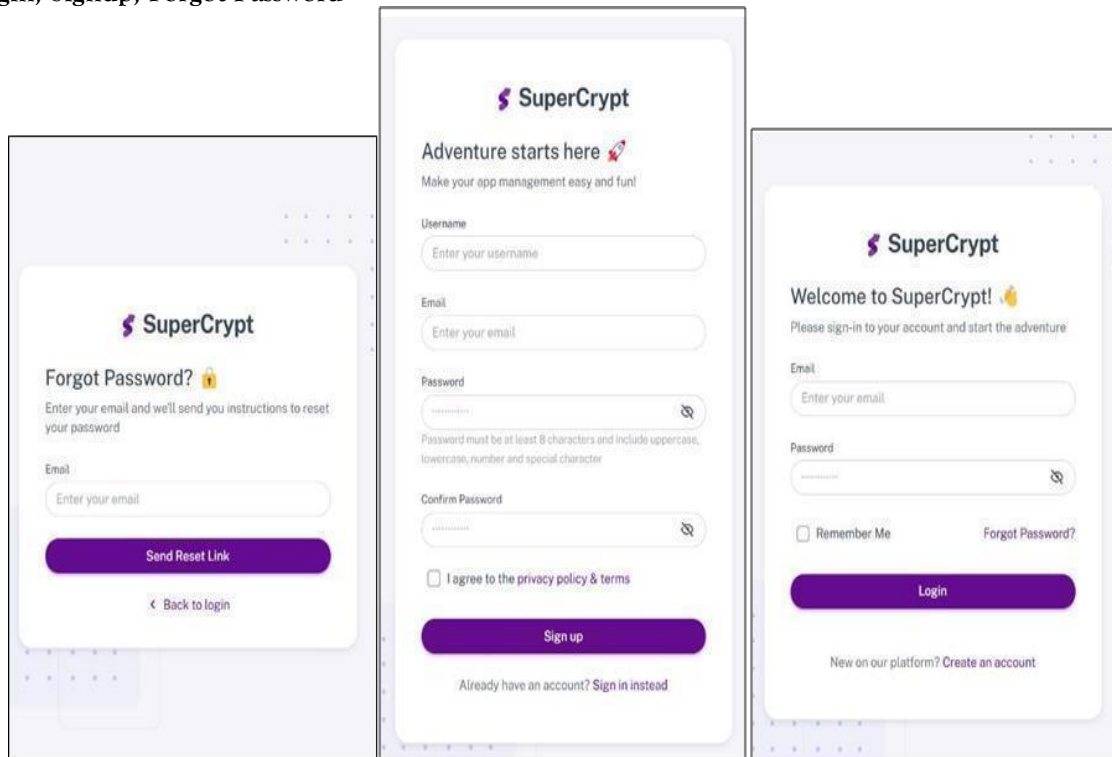 Signup, Forgot Password
SuperCrypt
Forgot Password?
Enter your email and we'll send you instructions to reset
your password
Email
Enter your email
Send Reset Link
Back to login
SuperCrypt
Adventure starts here
Make your app management easy and fun!
Username
Enter your username
Email
Enter your email
Password
Password must be at least 8 characters and include uppercase,
lowercase, number and special character
Confirm Password
I agree to the privacy policy & terms
Sign up
Already have an account? Sign in instead
SuperCrypt
Welcome to SuperCrypt!
Please sign-in to your account and start the adventure
Email
Enter your email
Password
Remember Me
Forgot Password?
Login
New on our platform? Create an account